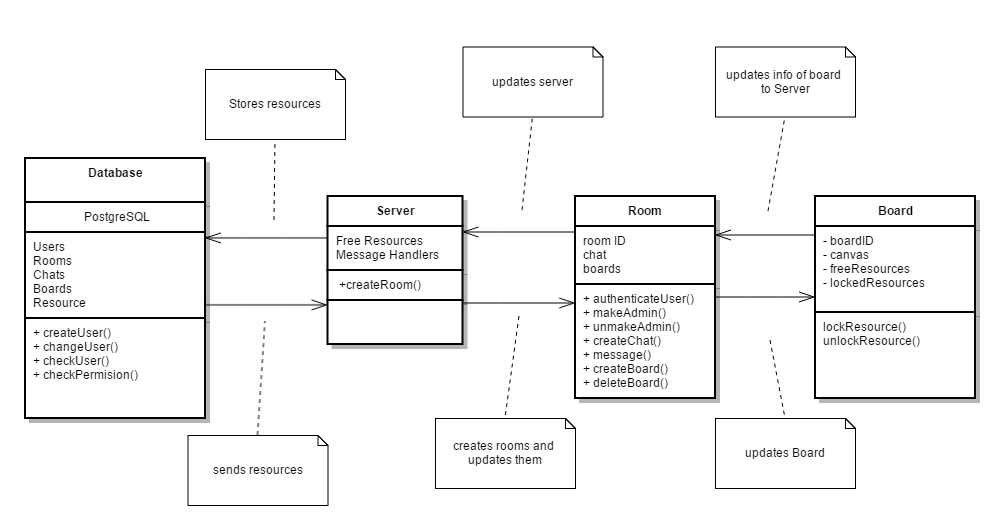 Stores resources
updates server
updates info of board
to Server
Database
PostgreSQL
Users
Rooms
Chats
Boards
Resource
+ createUser()
+ changeUser()
+ checkUser()
+ checkPermision()
Server
Free Resources
Message Handlers
+createRoom()
Room
room ID
chat
boards
+ authenticateUser()
+ makeAdmin()
+ unmakeAdmin()
+ createChat()
+ message()
+ createBoard()
+ deleteBoard()
Board
- boardID
- canvas
- freeResources
- lockedResources
lockResource()
unlockResource()
sends resources
creates rooms and
updates them
updates Board